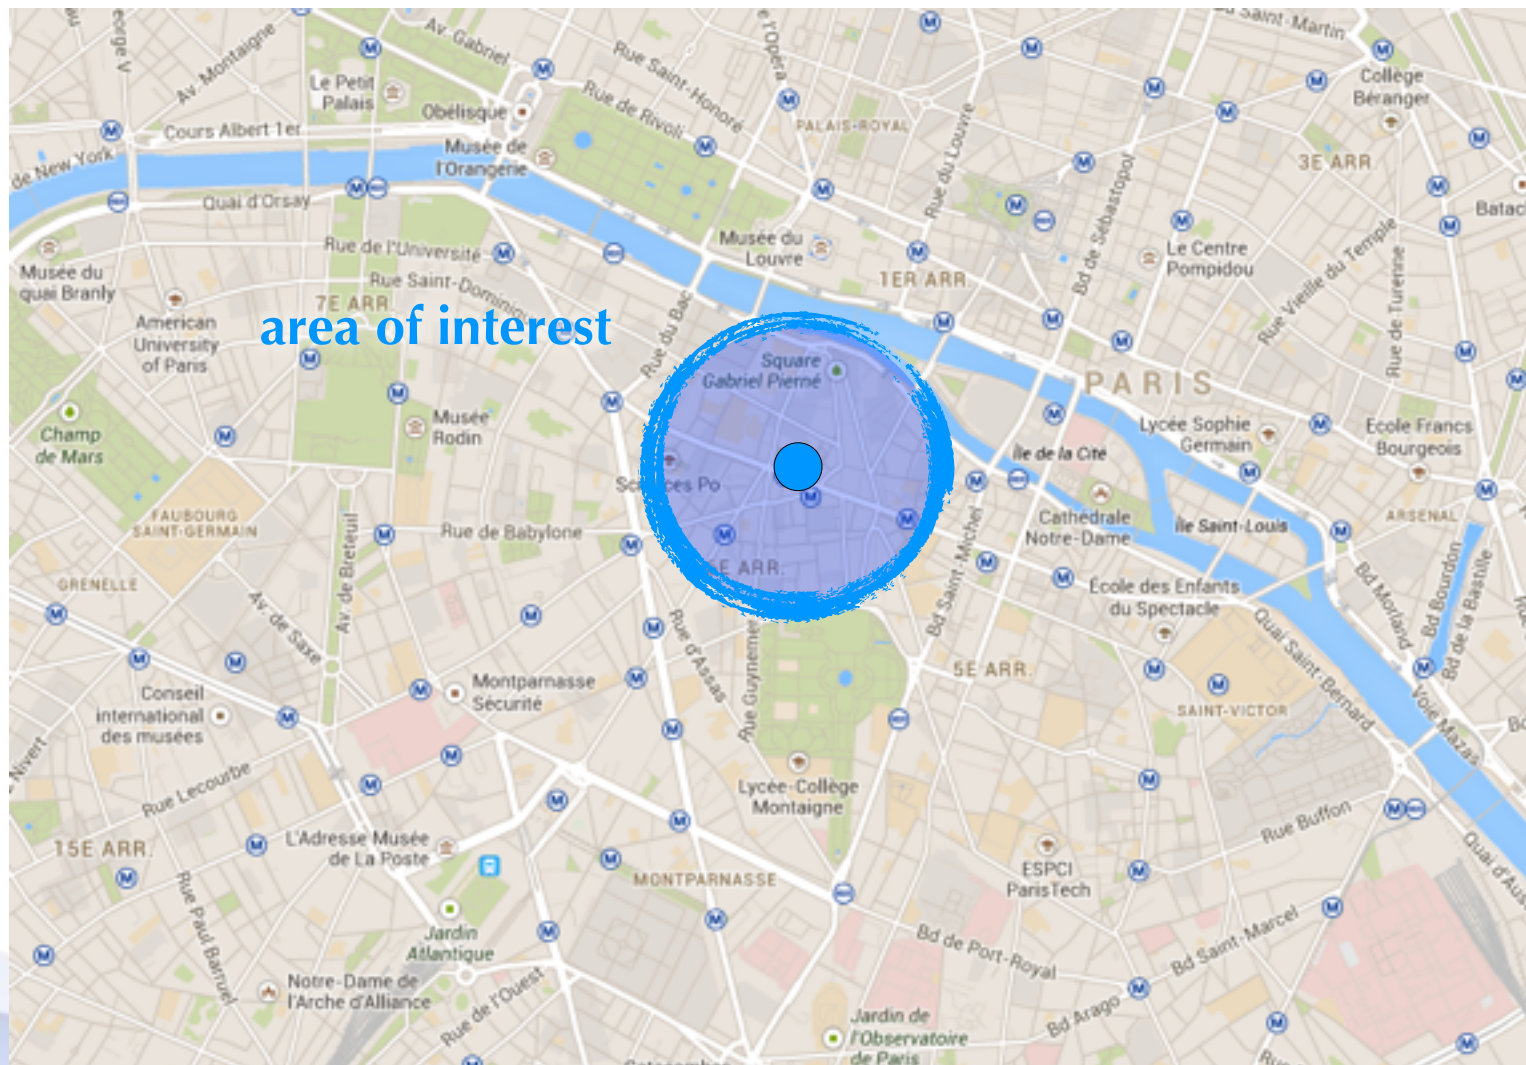 Av. Montaigne
Av. Gabriel
Rue Saint-Honoré
Bd Saint-Martin
Le Petit
Palais
Obélisque
Rue de Rivoli
PALAIS-ROYAL
Collège
Béranger
Cours Albert 1er
Musée de
l'Orangerie
Rue du Louvre
3E ARR.
de New York
Quai d'Orsay
Bd de Sébastopol
Rue de l'Université
Musée du
Louvre
Le Centre
Pompidou
Rue Vieille du Temple
Rue de Turenne
Musée du
quai Branly
Rue Saint-Dominique
1ER ARR.
7E ARR.
American
University
of Paris
area of interest
Rue du Bac
Square
Gabriel Pierné
PARIS
Champ
de Mars
Musée
Rodin
Lycée Sophie
Germain
École Francs
Bourgeois
Île de la Cité
FAUBOURG
SAINT-GERMAIN
Rue de Babylone
Cathédrale
Notre-Dame
Île Saint-Louis
ARSENAL
GRENELLE
Av. de Breteuil
E ARR.
Bd Saint-Michel
École des Enfants
du Spectacle
Bd Morland
Bd Bourdon
Bd de la Bastille
Av. de Saxe
Rue d'Assas
Rue Guyneme
5E ARR.
Quai Saint-Bernard
Conseil
international
des musées
Montparnasse
Sécurité
SAINT-VICTOR
Voie Mazas
Rue Lecourbe
Lycée-Collège
Montaigne
15E ARR.
L'Adresse Musée
de La Poste
Rue Buffon
MONTPARNASSE
ESPCI
ParisTech
Rue Paul Barruel
Jardin
Atlantique
Bd de Port-Royal
Bd Saint-Marcel
Notre-Dame de
l'Arche d'Alliance
Rue de l'Ouest
Bd Arago
Jardin de
l'Observatoire
de Paris